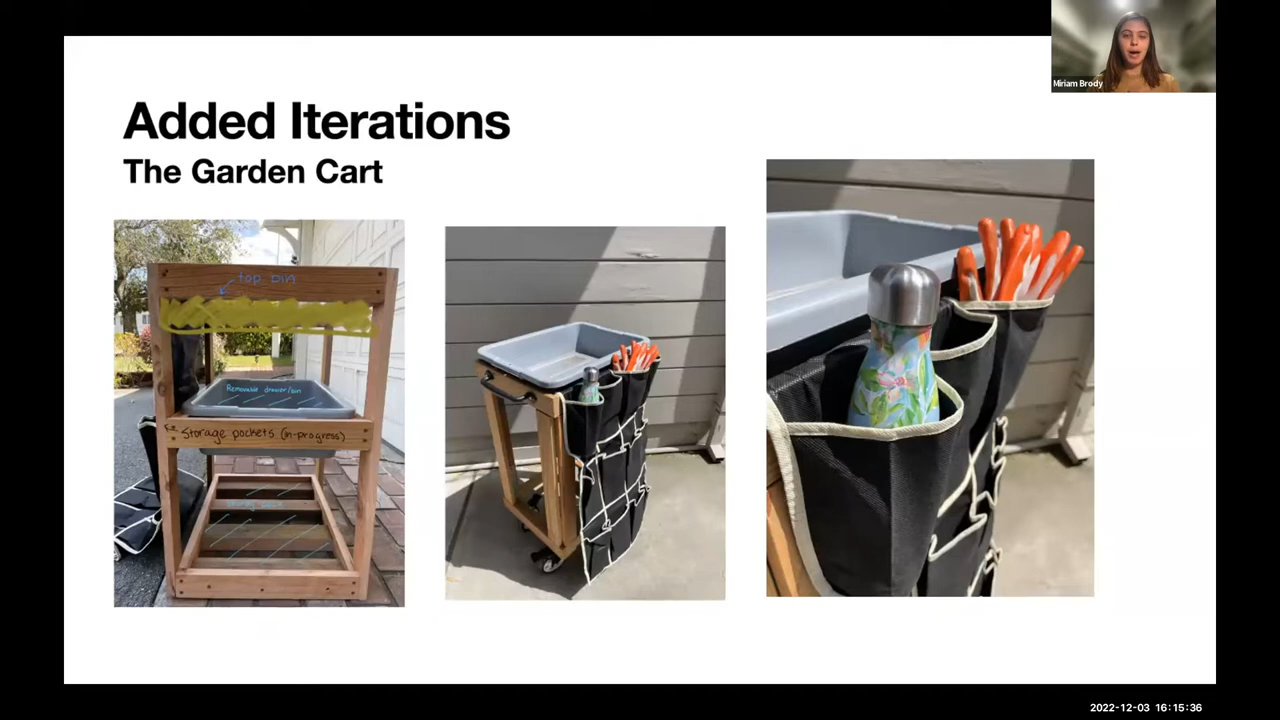 Miriam Brody
Added Iterations
The Garden Cart
top bin
Removable drawer/bin
Storage pockets (in-progress)
2022-12-03 16:15:36